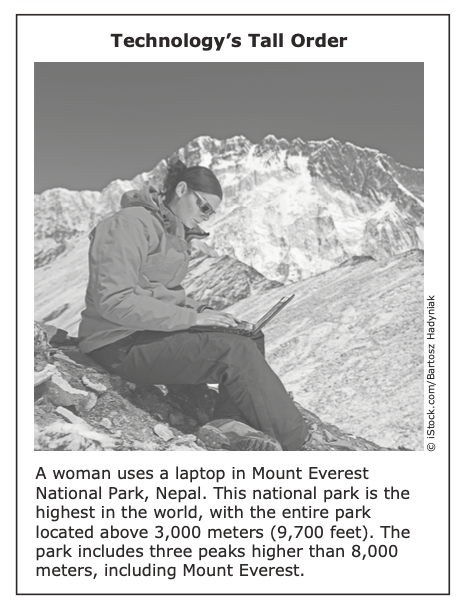 Technology’s Tall Order
© iStock.com/Bartosz Hadyniak
A woman uses a laptop in Mount Everest
National Park, Nepal. This national park is the
highest in the world, with the entire park
located above 3,000 meters (9,700 feet). The
park includes three peaks higher than 8,000
meters, including Mount Everest.